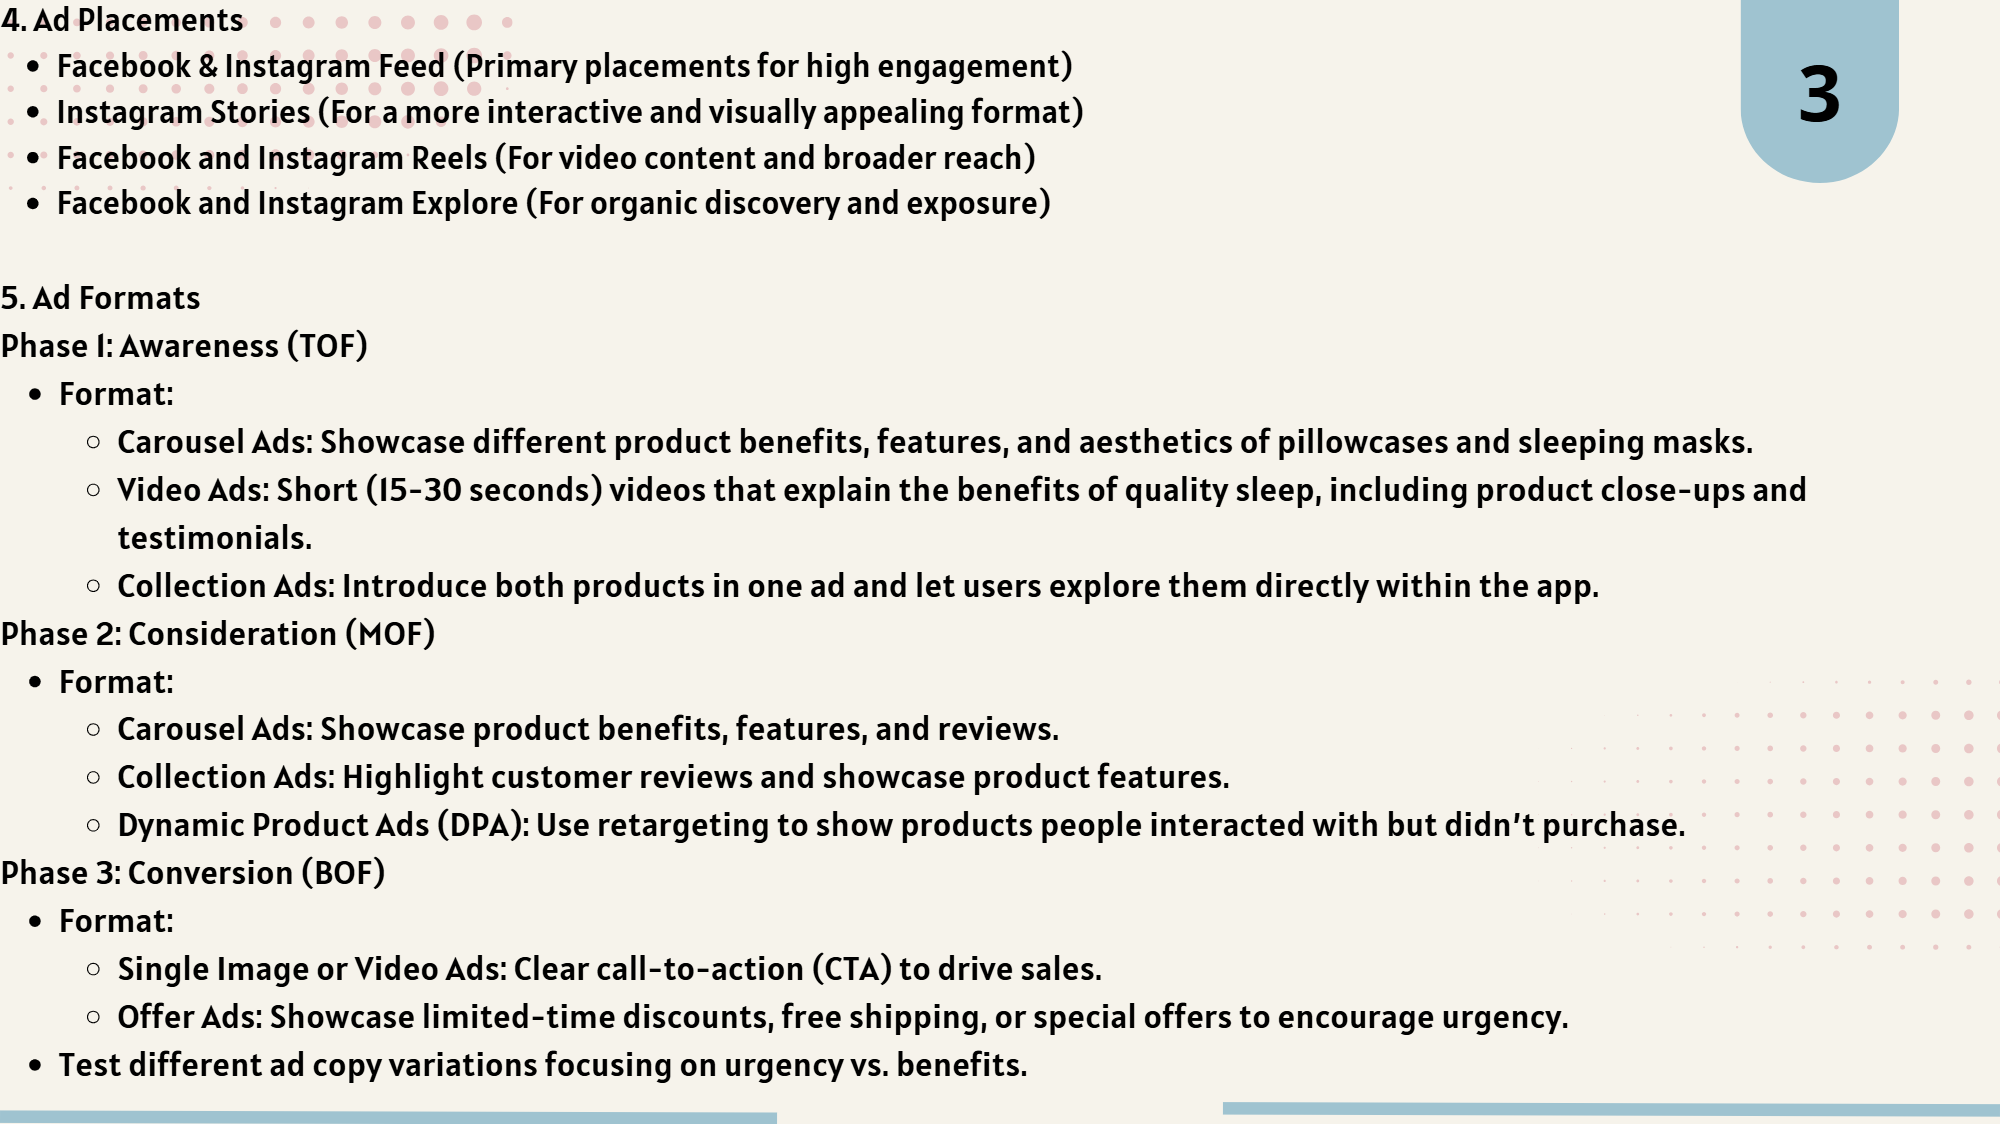 4. Ad Placements
• Facebook & Instagram Feed (Primary placements for high engagement)
• Instagram Stories (For a more interactive and visually appealing format)
• Facebook and Instagram Reels (For video content and broader reach)
• Facebook and Instagram Explore (For organic discovery and exposure)
3
5. Ad Formats
Phase 1: Awareness (TOF)
• Format:
○ Carousel Ads: Showcase different product benefits, features, and aesthetics of pillowcases and sleeping masks.
○ Video Ads: Short (15-30 seconds) videos that explain the benefits of quality sleep, including product close-ups and
testimonials.
○ Collection Ads: Introduce both products in one ad and let users explore them directly within the app.
Phase 2: Consideration (MOF)
• Format:
○ Carousel Ads: Showcase product benefits, features, and reviews.
○ Collection Ads: Highlight customer reviews and showcase product features.
○ Dynamic Product Ads (DPA): Use retargeting to show products people interacted with but didn't purchase.
Phase 3: Conversion (BOF)
• Format:
○ Single Image or Video Ads: Clear call-to-action (CTA) to drive sales.
○ Offer Ads: Showcase limited-time discounts, free shipping, or special offers to encourage urgency.
• Test different ad copy variations focusing on urgency vs. benefits.